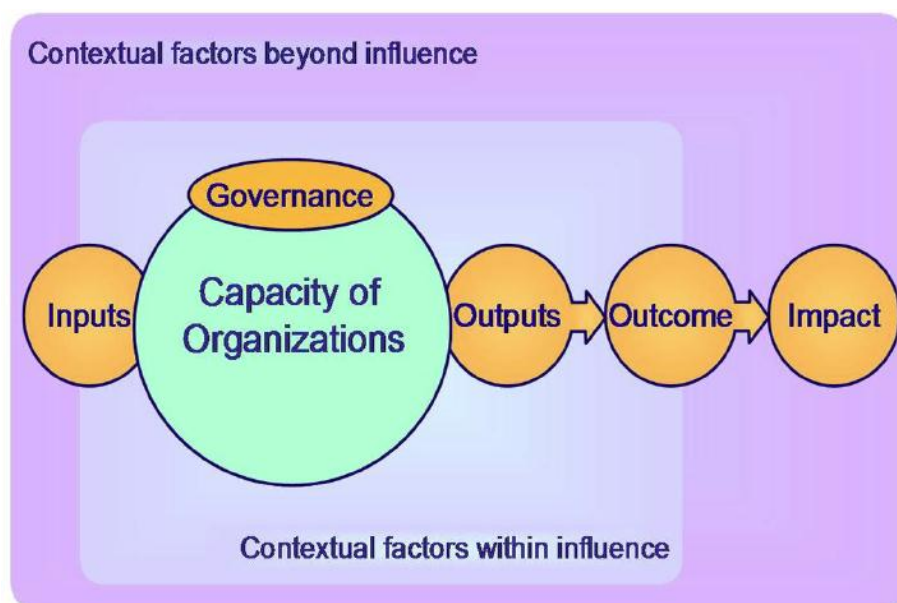 Contextual factors beyond influence
Governance
Capacity of
Organizations
Inputs
Outputs
Outcome
Impact
Contextual factors within influence